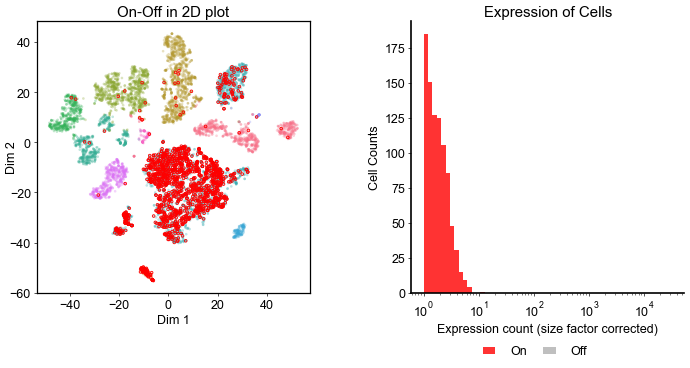 On-Off in 2D plot
40
20
0
−20
−40
−60
Dim 2
−40 −20 0 20 40
Dim 1
Expression of Cells
175
150
125
100
75
50
25
0
Cell Counts
10^0 10^1 10^2 10^3 10^4
Expression count (size factor corrected)
On Off